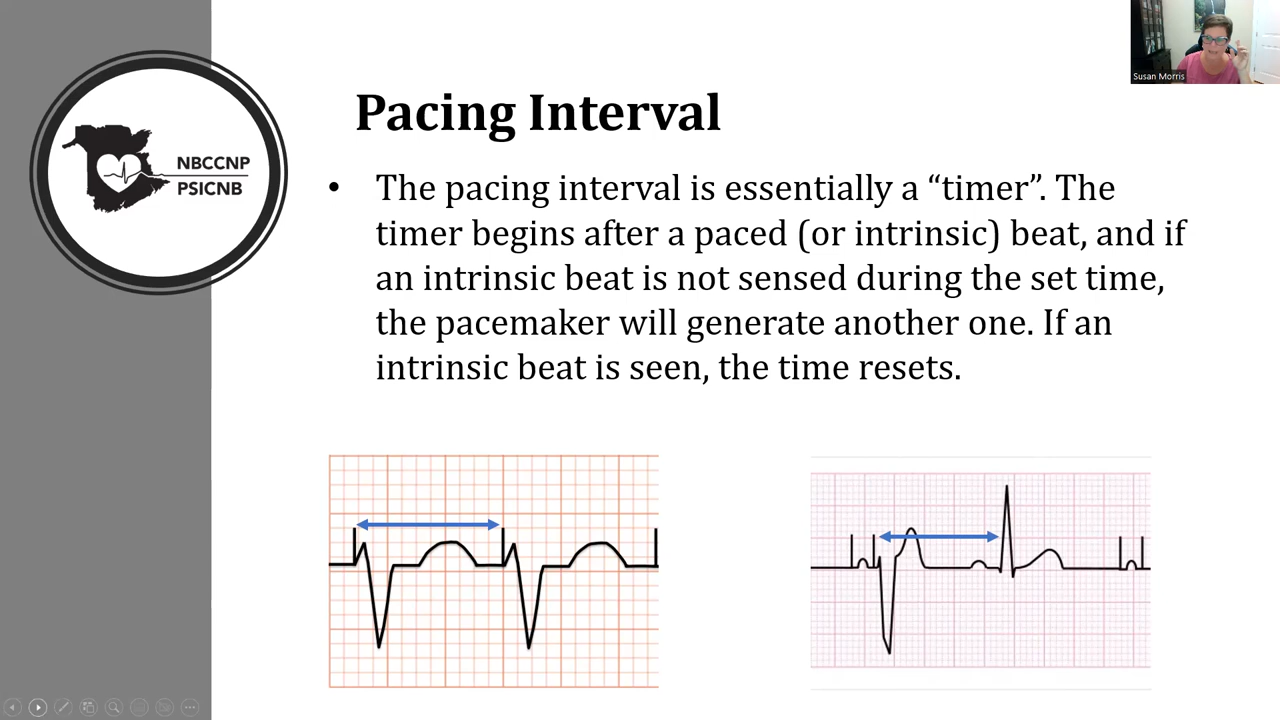 Susan Morris
NBCCNP
PSICNB
Pacing Interval
• The pacing interval is essentially a “timer”. The
timer begins after a paced (or intrinsic) beat, and if
an intrinsic beat is not sensed during the set time,
the pacemaker will generate another one. If an
intrinsic beat is seen, the time resets.